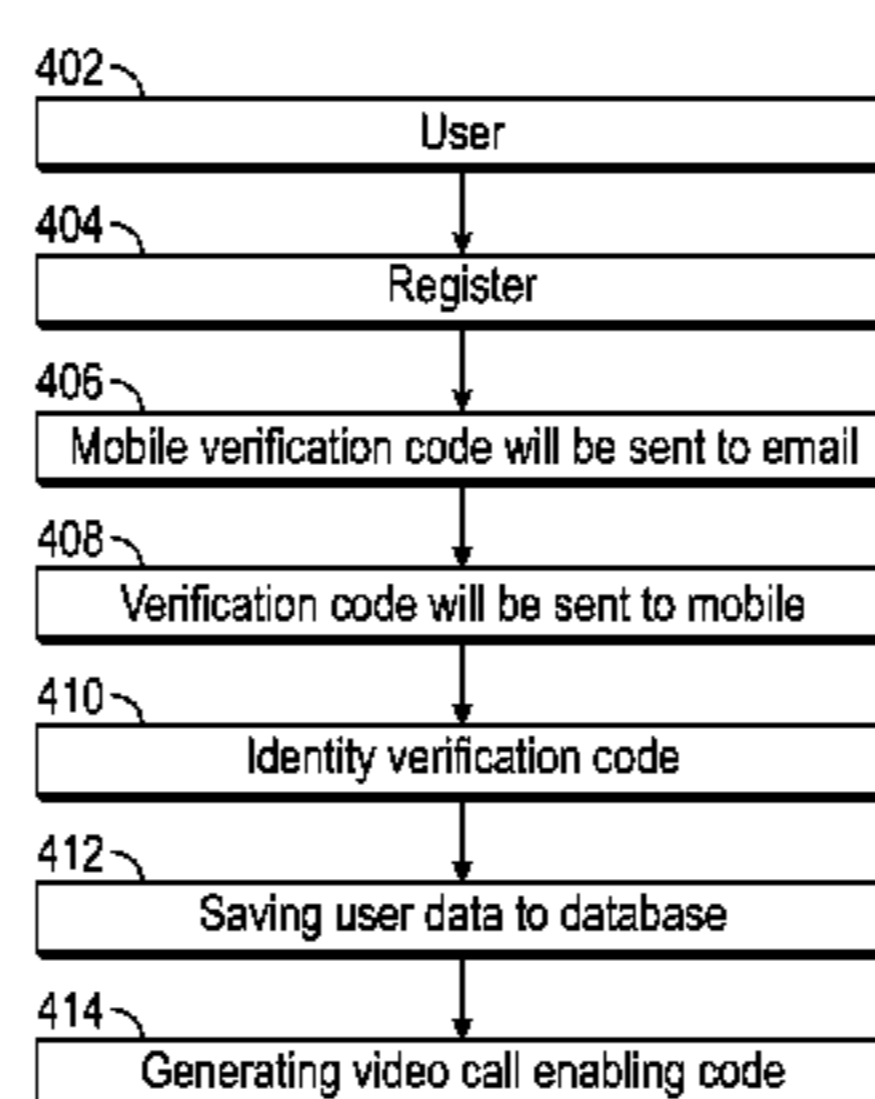 402
User
404
Register
406
Mobile verification code will be sent to email
408
Verification code will be sent to mobile
410
Identity verification code
412
Saving user data to database
414
Generating video call enabling code